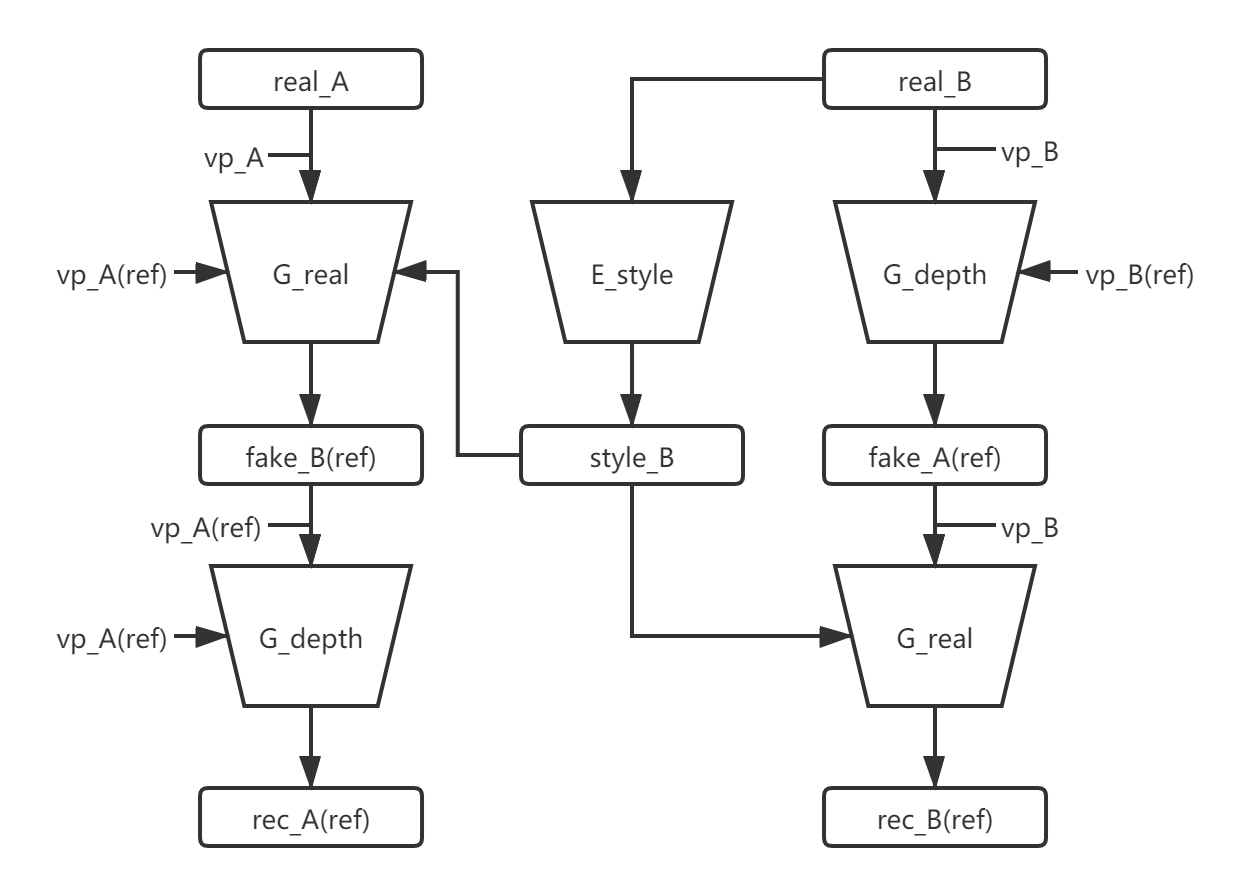 real_A
real_B
vp_A
vp_B
vp_A(ref)
G_real
E_style
G_depth
vp_B(ref)
fake_B(ref)
style_B
fake_A(ref)
vp_A(ref)
vp_B
vp_A(ref)
G_depth
G_real
rec_A(ref)
rec_B(ref)